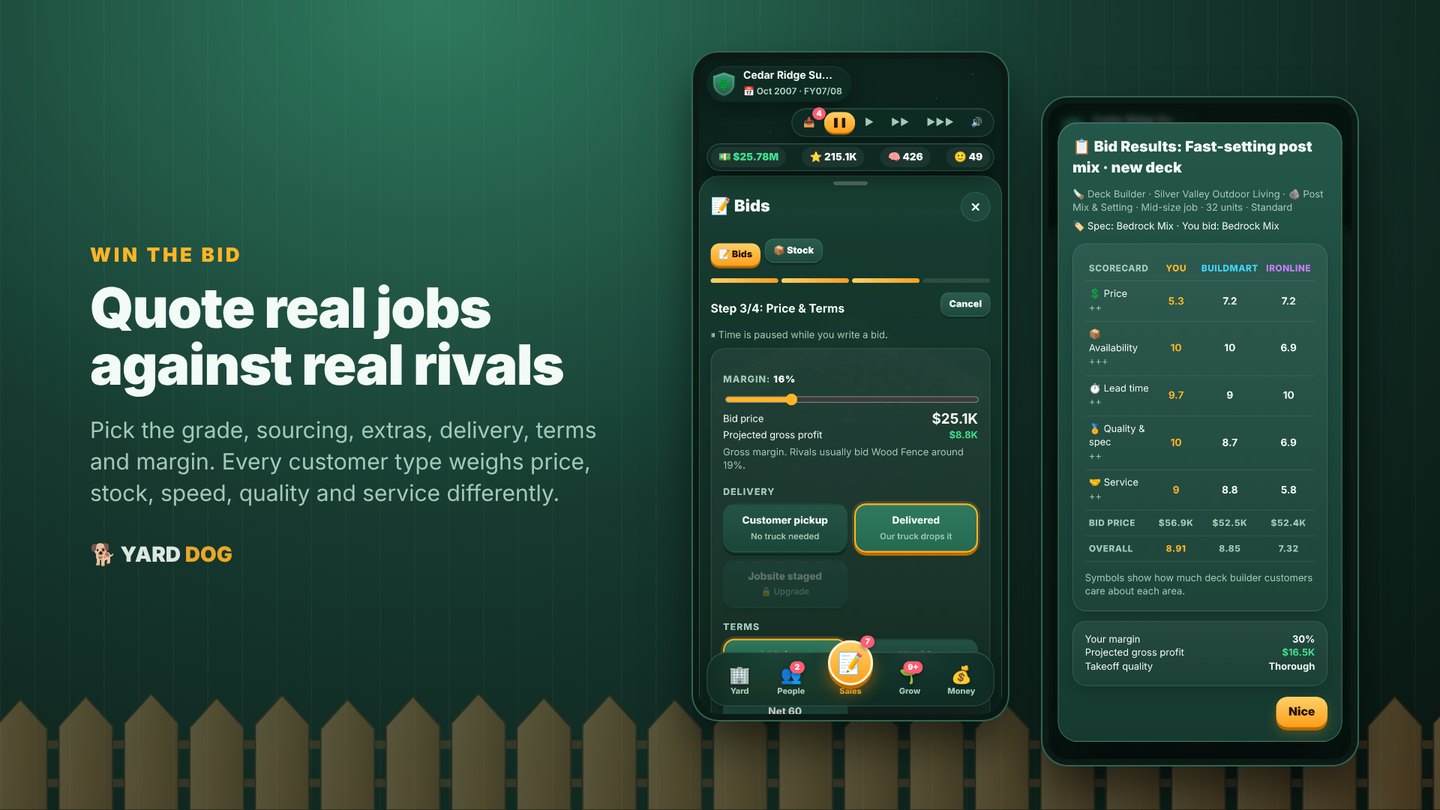 WIN THE BID
Quote real jobs
against real rivals
Pick the grade, sourcing, extras, delivery, terms
and margin. Every customer type weighs price,
stock, speed, quality and service differently.
YARD DOG
Cedar Ridge Su...
Oct 2007 · FY07/08
4
$25.78M 215.1K 426 49
Bids
Bids Stock
Step 3/4: Price & Terms Cancel
Time is paused while you write a bid.
MARGIN: 16%
Bid price $25.1K
Projected gross profit $8.8K
Gross margin. Rivals usually bid Wood Fence around
19%.
DELIVERY
Customer pickup
No truck needed
Delivered
Our truck drops it
Jobsite staged
Upgrade
TERMS
2 7 9+
Yard People Sales Grow Money
Net 60
Bid Results: Fast-setting post
mix · new deck
Deck Builder · Silver Valley Outdoor Living · Post
Mix & Setting · Mid-size job · 32 units · Standard
Spec: Bedrock Mix · You bid: Bedrock Mix
SCORECARD YOU BUILDMART IRONLINE
Price
++
5.3 7.2 7.2
Availability
+++
10 10 6.9
Lead time
++
9.7 9 10
Quality &
spec
++
10 8.7 6.9
Service
++
9 8.8 5.8
BID PRICE $56.9K $52.5K $52.4K
OVERALL 8.91 8.85 7.32
Symbols show how much deck builder customers
care about each area.
Your margin 30%
Projected gross profit $16.5K
Takeoff quality Thorough
Nice